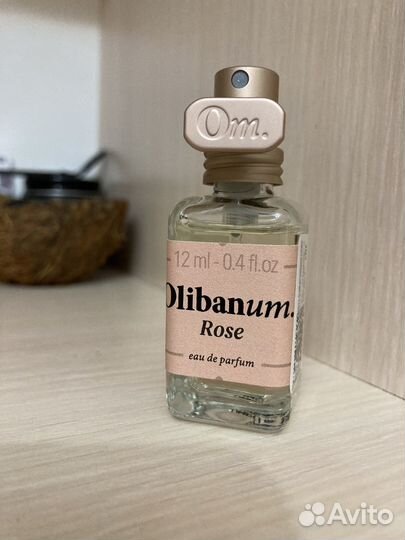 Om.
12 ml - 0.4 fl.oz
Olibanum.
Rose
eau de parfum
Avito